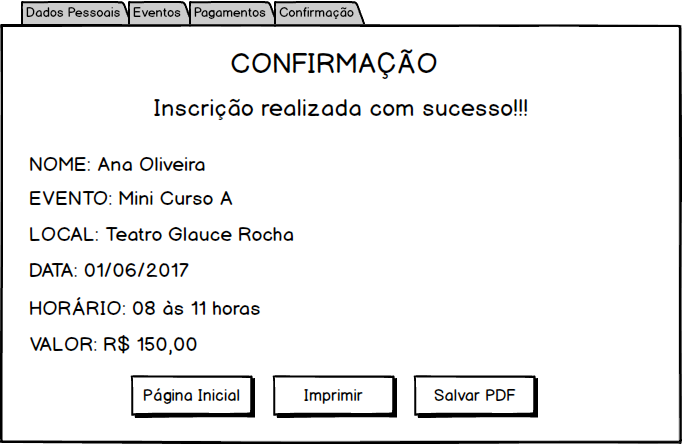 Dados Pessoais Eventos Pagamentos Confirmação
CONFIRMAÇÃO
Inscrição realizada com sucesso!!!
NOME: Ana Oliveira
EVENTO: Mini Curso A
LOCAL: Teatro Glauce Rocha
DATA: 01/06/2017
HORÁRIO: 08 às 11 horas
VALOR: R$ 150,00
Página Inicial Imprimir Salvar PDF